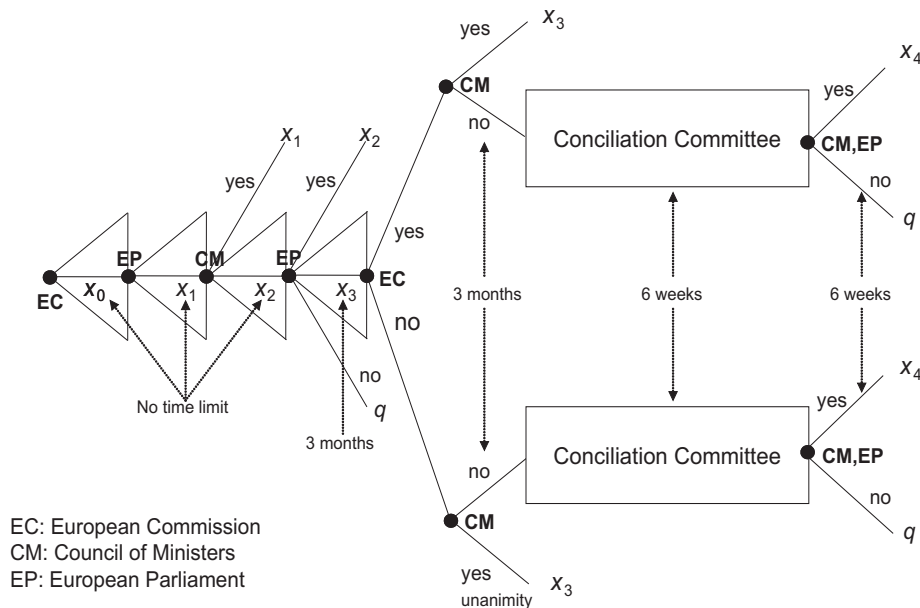 yes
x3
CM
no
Conciliation Committee
yes
x4
CM,EP
no
q
x1
x2
yes
yes
yes
EP
CM
EP
EC
EC
x0
x1
x2
x3
no
3 months
6 weeks
6 weeks
No time limit
no
q
3 months
x4
yes
no
Conciliation Committee
CM,EP
no
q
CM
yes
unanimity
x3
EC: European Commission
CM: Council of Ministers
EP: European Parliament